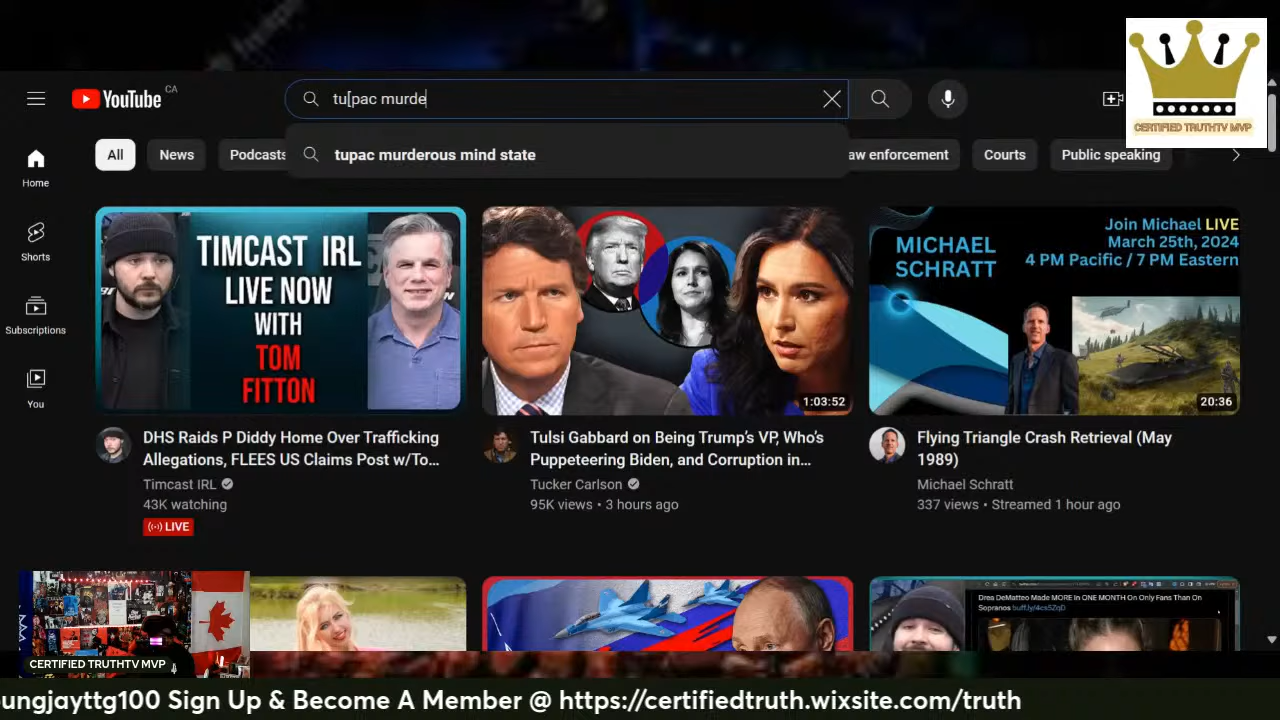 YouTube CA
tu[pac murde
CERTIFIED TRUTHTV MVP
All
News
Podcasts
tupac murderous mind state
aw enforcement
Courts
Public speaking
Home
Shorts
Subscriptions
You
TIMCAST IRL
LIVE NOW
WITH
TOM
FITTON
1:03:52
Join Michael LIVE
March 25th, 2024
4 PM Pacific / 7 PM Eastern
MICHAEL
SCHRATT
20:36
DHS Raids P Diddy Home Over Trafficking
Allegations, FLEES US Claims Post w/To...
Timcast IRL
43K watching
LIVE
Tulsi Gabbard on Being Trump’s VP, Who’s
Puppeteering Biden, and Corruption in...
Tucker Carlson
95K views • 3 hours ago
Flying Triangle Crash Retrieval (May
1989)
Michael Schratt
337 views • Streamed 1 hour ago
Drea DeMatteo Made MORE In ONE MONTH On Only Fans Than On
Sopranos buff.ly/4cs5ZqD
CERTIFIED TRUTHTV MVP
oungjayttg100 Sign Up & Become A Member @ https://certifiedtruth.wixsite.com/truth